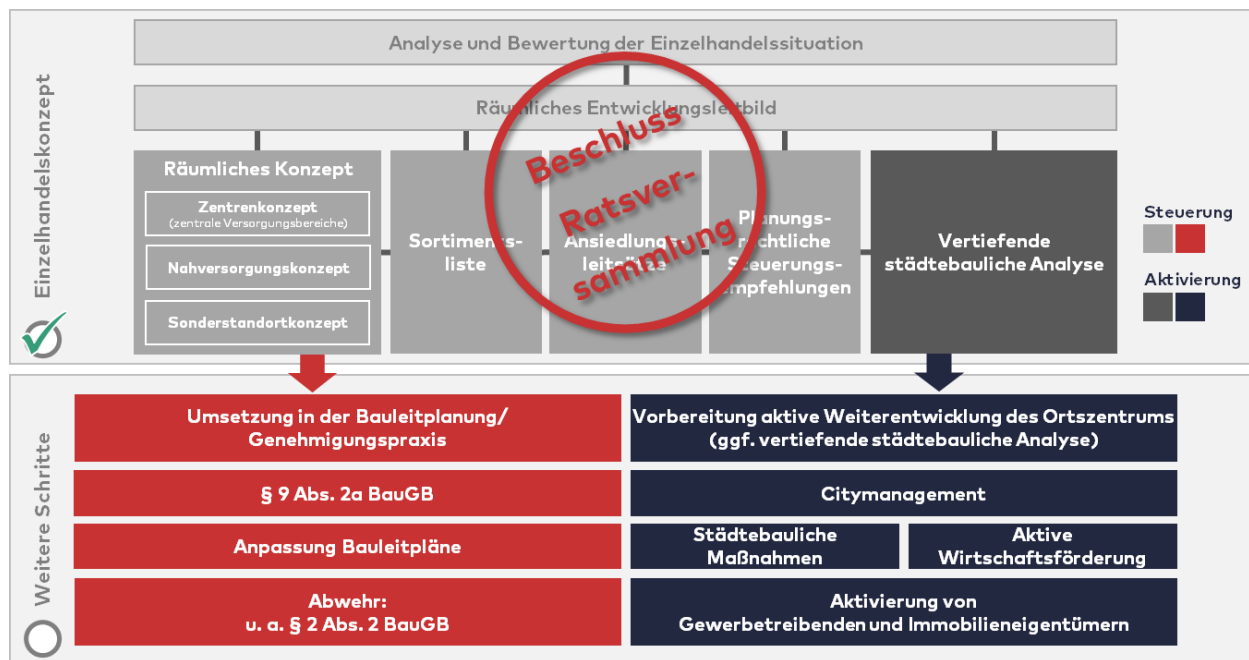 Einzelhandelskonzept
Analyse und Bewertung der Einzelhandelssituation
Räumliches Entwicklungsleitbild
Räumliches Konzept
Zentrenkonzept
(zentrale Versorgungsbereiche)
Nahversorgungskonzept
Sonderstandortkonzept
Sortiments-
liste
Ansiedlungs-
leitsätze
Planungs-
rechtliche
Steuerungs-
empfehlungen
Vertiefende
städtebauliche Analyse
Beschluss
Ratsver-
sammlung
Steuerung
Aktivierung
Weitere Schritte
Umsetzung in der Bauleitplanung/
Genehmigungspraxis
§ 9 Abs. 2a BauGB
Anpassung Bauleitpläne
Abwehr:
u. a. § 2 Abs. 2 BauGB
Vorbereitung aktive Weiterentwicklung des Ortszentrums
(ggf. vertiefende städtebauliche Analyse)
Citymanagement
Städtebauliche
Maßnahmen
Aktive
Wirtschaftsförderung
Aktivierung von
Gewerbetreibenden und Immobilieneigentümern